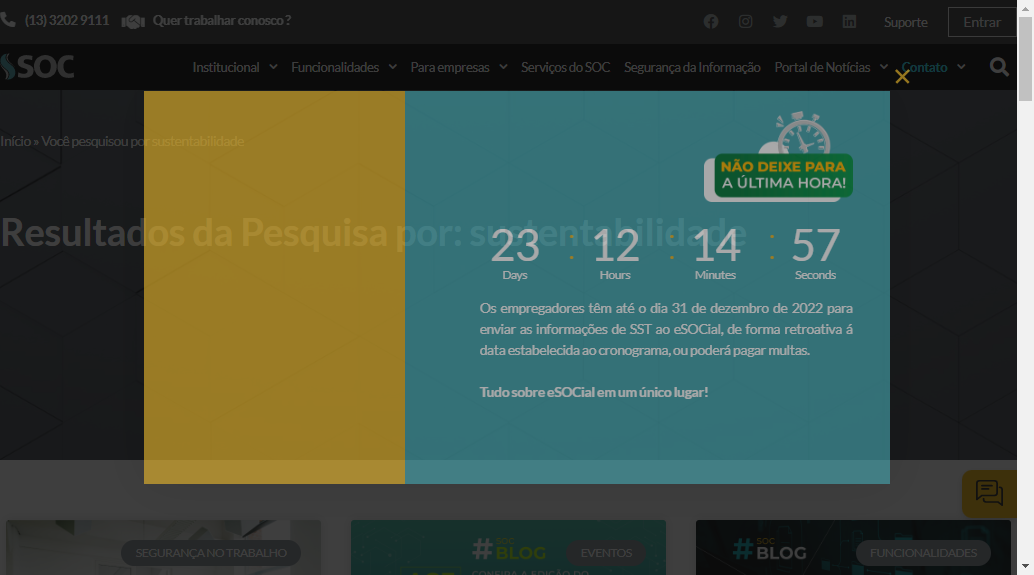 (13) 3202 9111 Quer trabalhar conosco ?
Suporte
Entrar
SOC
Institucional Funcionalidades Para empresas Serviços do SOC Segurança da Informação Portal de Notícias Contato
Início » Você pesquisou por sustentabilidade
Resultados da Pesquisa por: sustentabilidade
NÃO DEIXE PARA
A ÚLTIMA HORA!
23 : 12 : 14 : 57
Days Hours Minutes Seconds
Os empregadores têm até o dia 31 de dezembro de 2022 para
enviar as informações de SST ao eSOCial, de forma retroativa á
data estabelecida ao cronograma, ou poderá pagar multas.
Tudo sobre eSOCial em um único lugar!
SEGURANÇA NO TRABALHO
# SOC BLOG
EVENTOS
CONFIRA A EDIÇÃO DO
# SOC BLOG
FUNCIONALIDADES